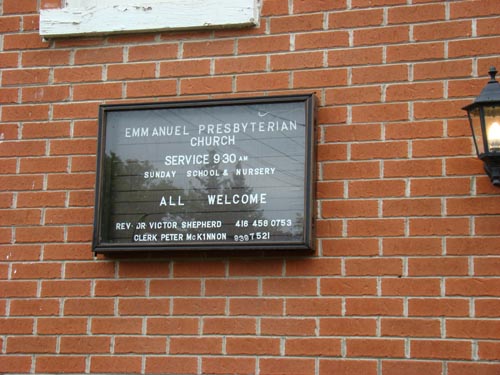 EMMANUEL PRESBYTERIAN
CHURCH
SERVICE 9:30 AM
SUNDAY SCHOOL & NURSERY
ALL WELCOME
REV. DR VICTOR SHEPHERD 416 458 0753
CLERK PETER MCKINNON 939 7521